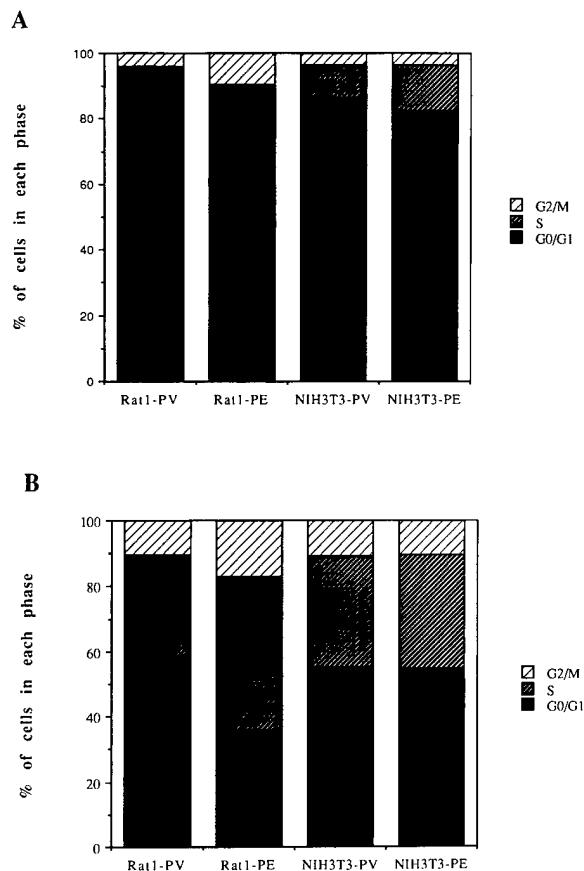 A
% of cells in each phase
100
80
60
40
20
0
Rat1-PV Rat1-PE NIH3T3-PV NIH3T3-PE
G2/M
S
G0/G1
B
% of cells in each phase
100
80
60
40
20
0
Rat1-PV Rat1-PE NIH3T3-PV NIH3T3-PE
G2/M
S
G0/G1